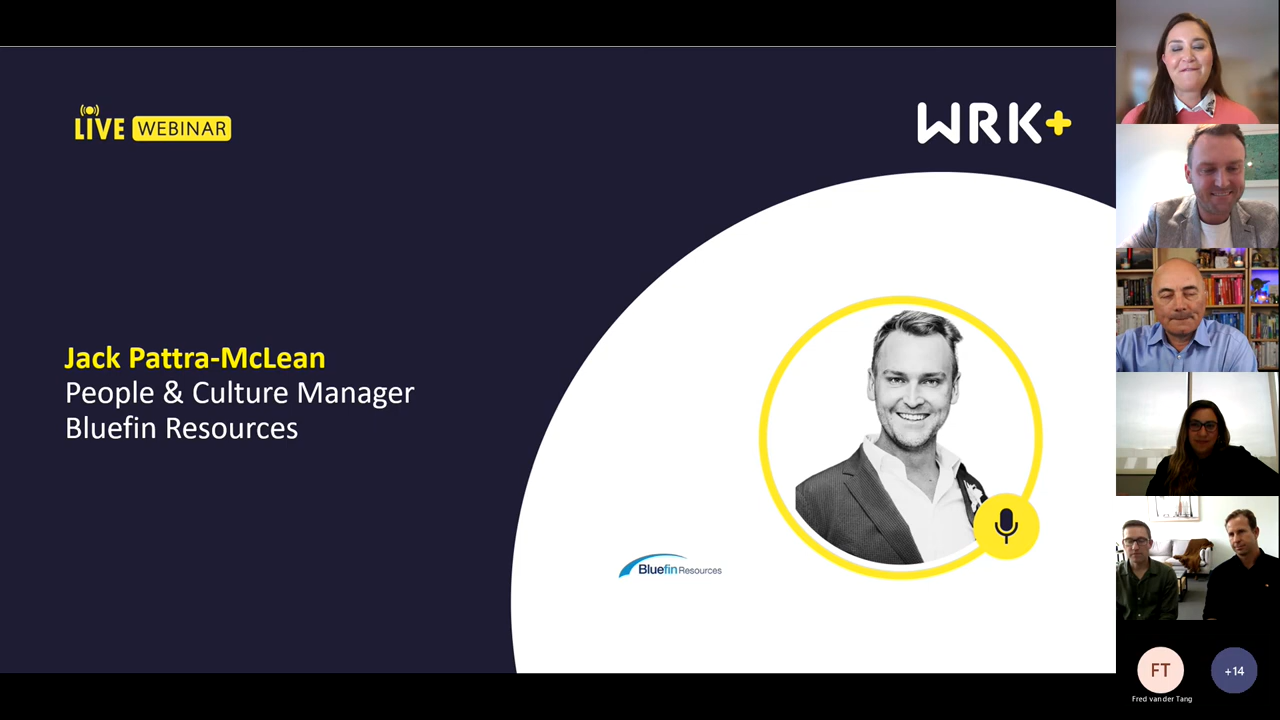 LIVE WEBINAR
WRK+
Jack Pattra-McLean
People & Culture Manager
Bluefin Resources
Bluefin Resources
FT
Fred van der Tang
+14